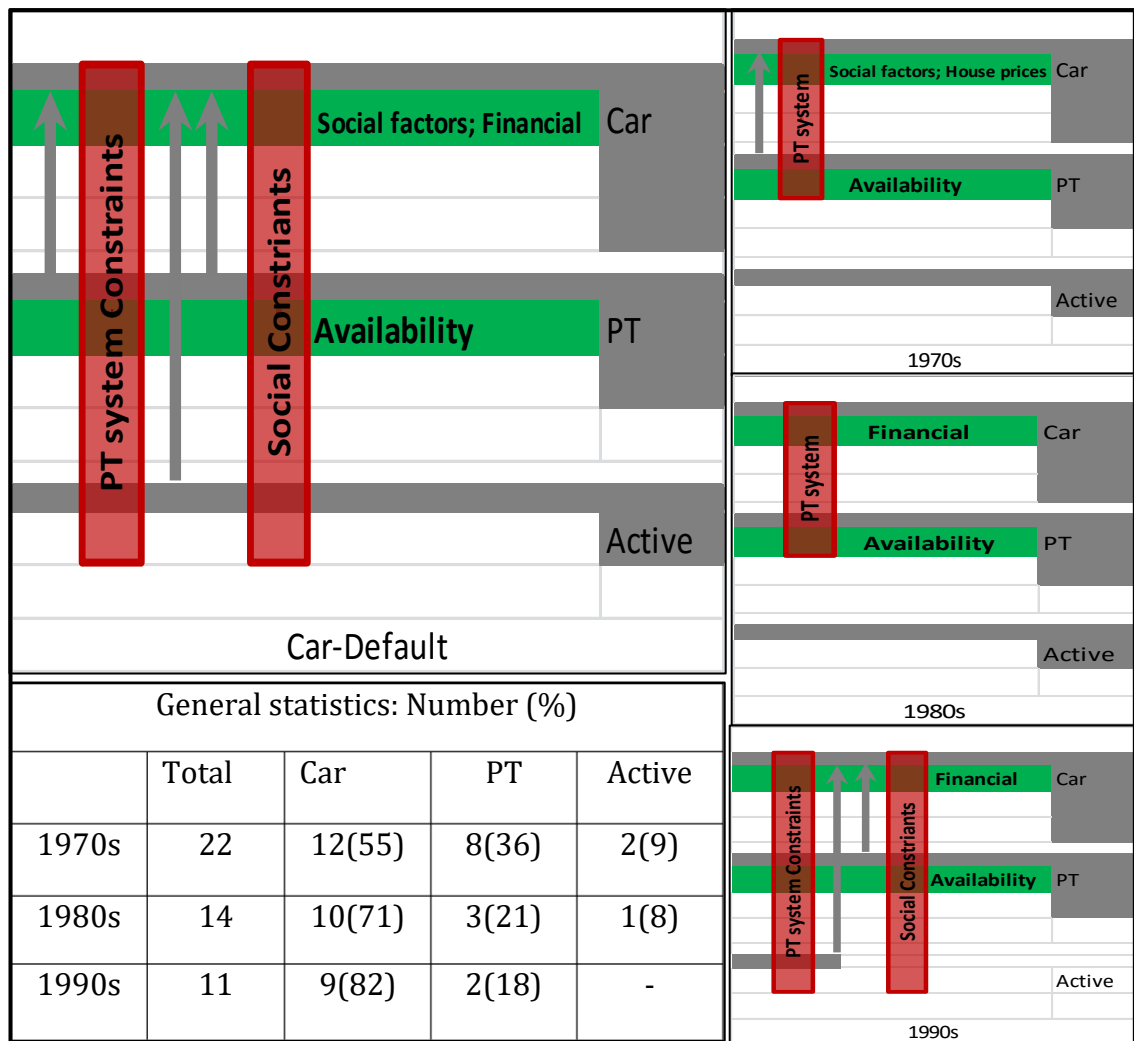 PT system Constraints
Social Constriants
Social factors; Financial
Car
Availability
PT
Active
Car-Default
General statistics: Number (%)
Total Car PT Active
1970s 22 12(55) 8(36) 2(9)
1980s 14 10(71) 3(21) 1(8)
1990s 11 9(82) 2(18) -
PT system
Social factors; House prices
Car
Availability
PT
Active
1970s
PT system
Financial
Car
Availability
PT
Active
1980s
PT system Constraints
Social Constriants
Financial
Car
Availability
PT
Active
1990s